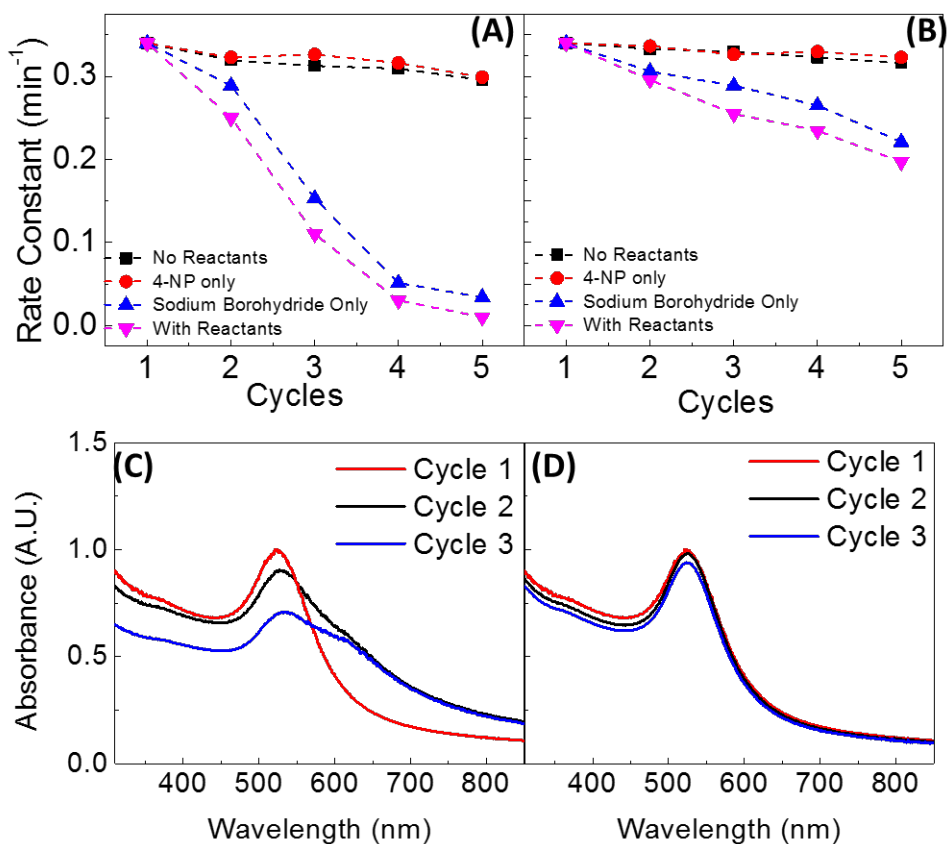 (A)
(B)
Rate Constant (min-1)
0.3
0.2
0.1
0.0
No Reactants
4-NP only
Sodium Borohydride Only
With Reactants
No Reactants
4-NP only
Sodium Borohydride Only
With Reactants
1 2 3 4 5
1 2 3 4 5
Cycles
Cycles
(C)
(D)
Absorbance (A.U.)
1.5
1.0
0.5
0.0
Cycle 1
Cycle 2
Cycle 3
Cycle 1
Cycle 2
Cycle 3
400 500 600 700 800
400 500 600 700 800
Wavelength (nm)
Wavelength (nm)